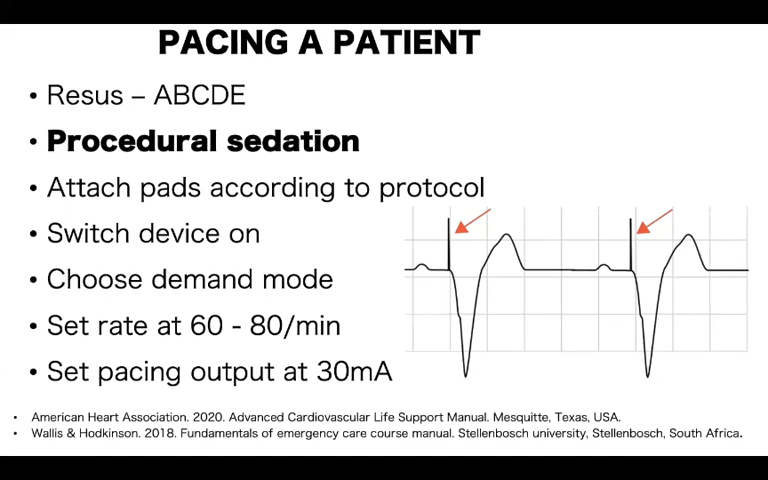 PACING A PATIENT
• Resus – ABCDE
• Procedural sedation
• Attach pads according to protocol
• Switch device on
• Choose demand mode
• Set rate at 60 - 80/min
• Set pacing output at 30mA
• American Heart Association. 2020. Advanced Cardiovascular Life Support Manual. Mesquitte, Texas, USA.
• Wallis & Hodkinson. 2018. Fundamentals of emergency care course manual. Stellenbosch university, Stellenbosch, South Africa.